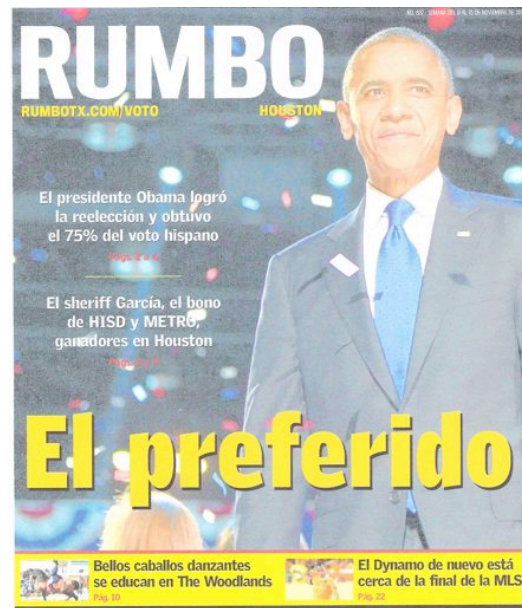 RUMBO
RUMBOTX.COM/VOTO
HOUSTON
El presidente Obama logró
la reelección y obtuvo
el 75% del voto hispano
El sheriff García, el bono
de HISD y METRO,
ganadores en Houston
El preferido
Bellos caballos danzantes
se educan en The Woodlands
Pág. 10
El Dynamo de nuevo está
cerca de la final de la MLS
Pág. 22